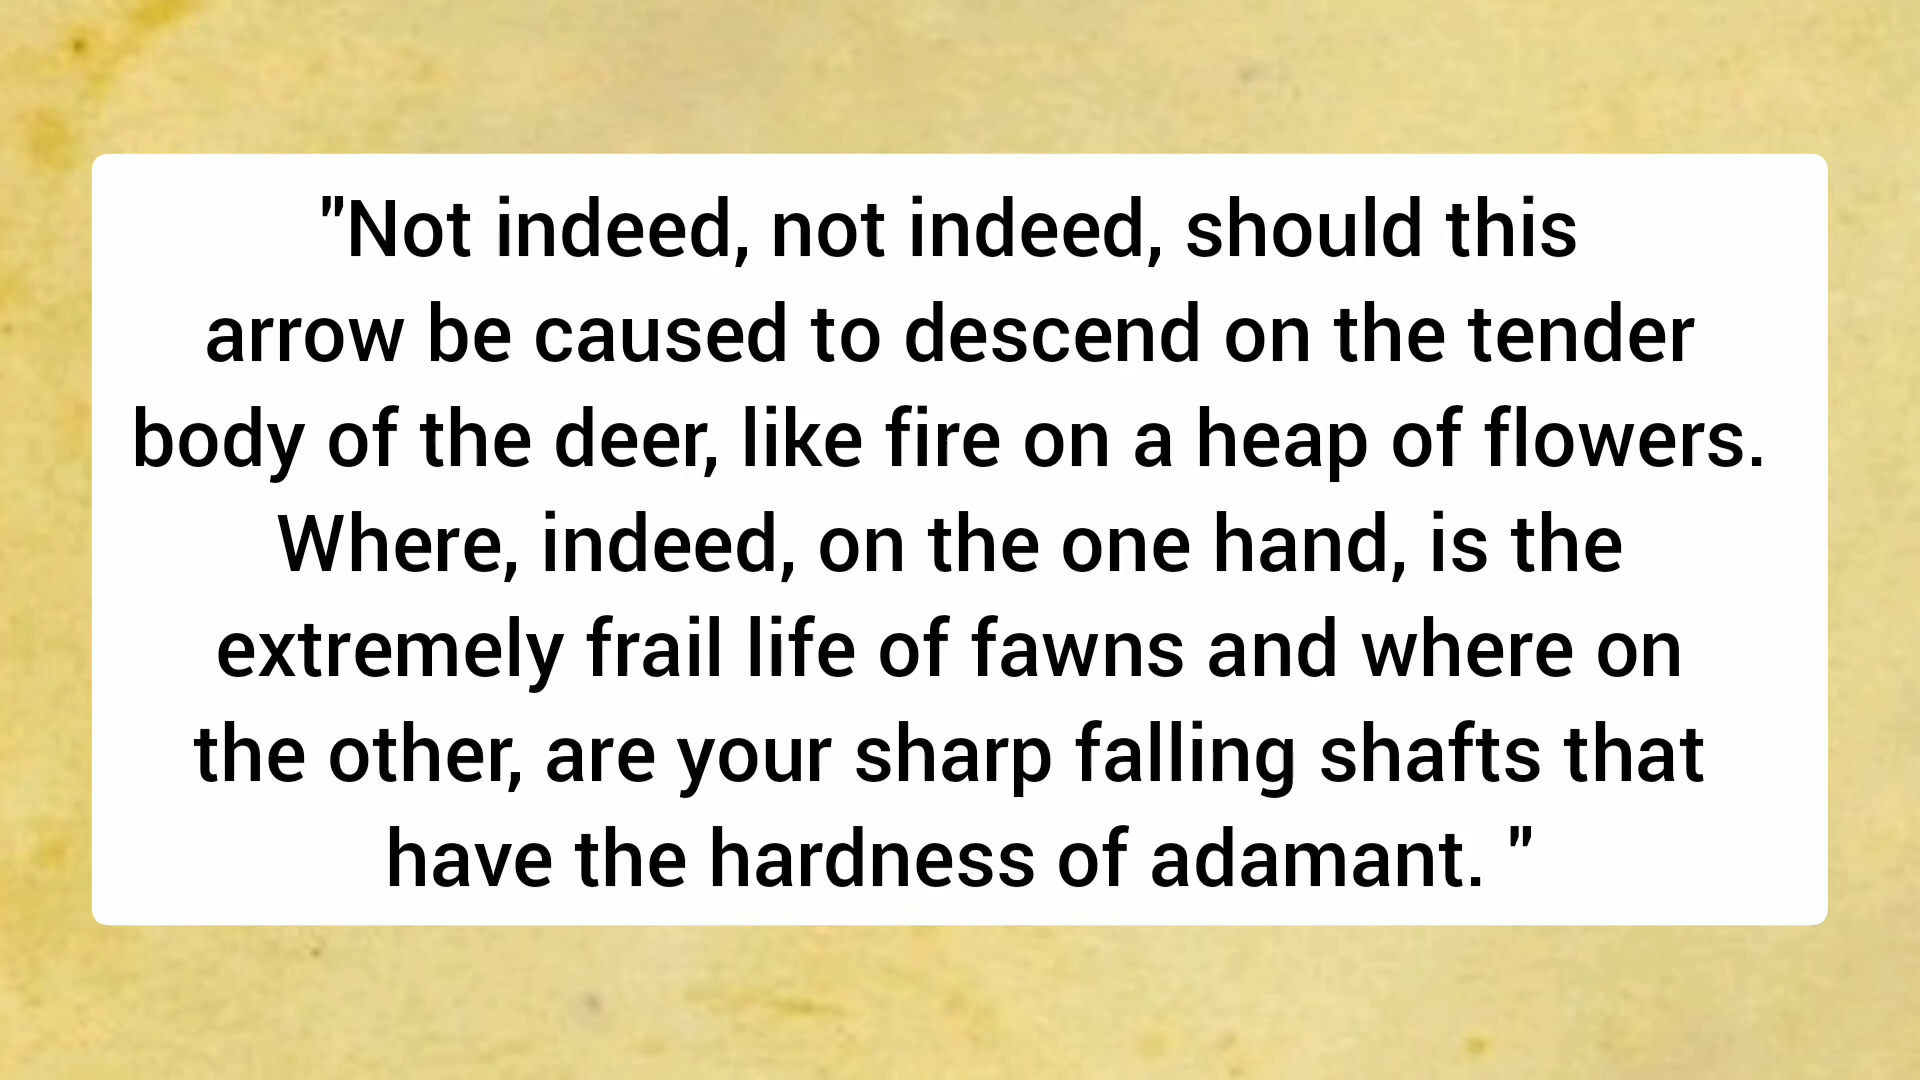 "Not indeed, not indeed, should this
arrow be caused to descend on the tender
body of the deer, like fire on a heap of flowers.
Where, indeed, on the one hand, is the
extremely frail life of fawns and where on
the other, are your sharp falling shafts that
have the hardness of adamant. "